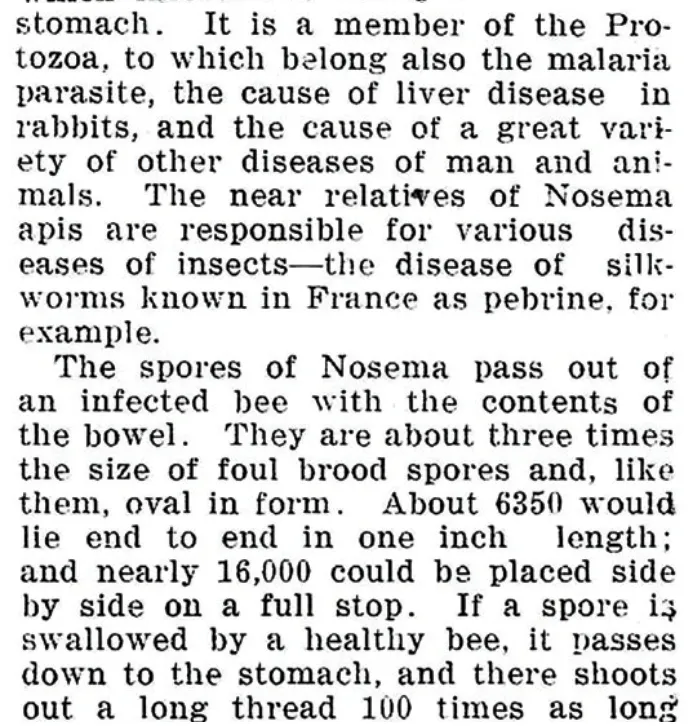 stomach. It is a member of the Pro-
tozoa, to which belong also the malaria
parasite, the cause of liver disease in
rabbits, and the cause of a great vari-
ety of other diseases of man and ani-
mals. The near relatives of Nosema
apis are responsible for various dis-
eases of insects—the disease of silk-
worms known in France as pebrine, for
example.
The spores of Nosema pass out of
an infected bee with the contents of
the bowel. They are about three times
the size of foul brood spores and, like
them, oval in form. About 6350 would
lie end to end in one inch length;
and nearly 16,000 could be placed side
by side on a full stop. If a spore is
swallowed by a healthy bee, it passes
down to the stomach, and there shoots
out a long thread 100 times as long